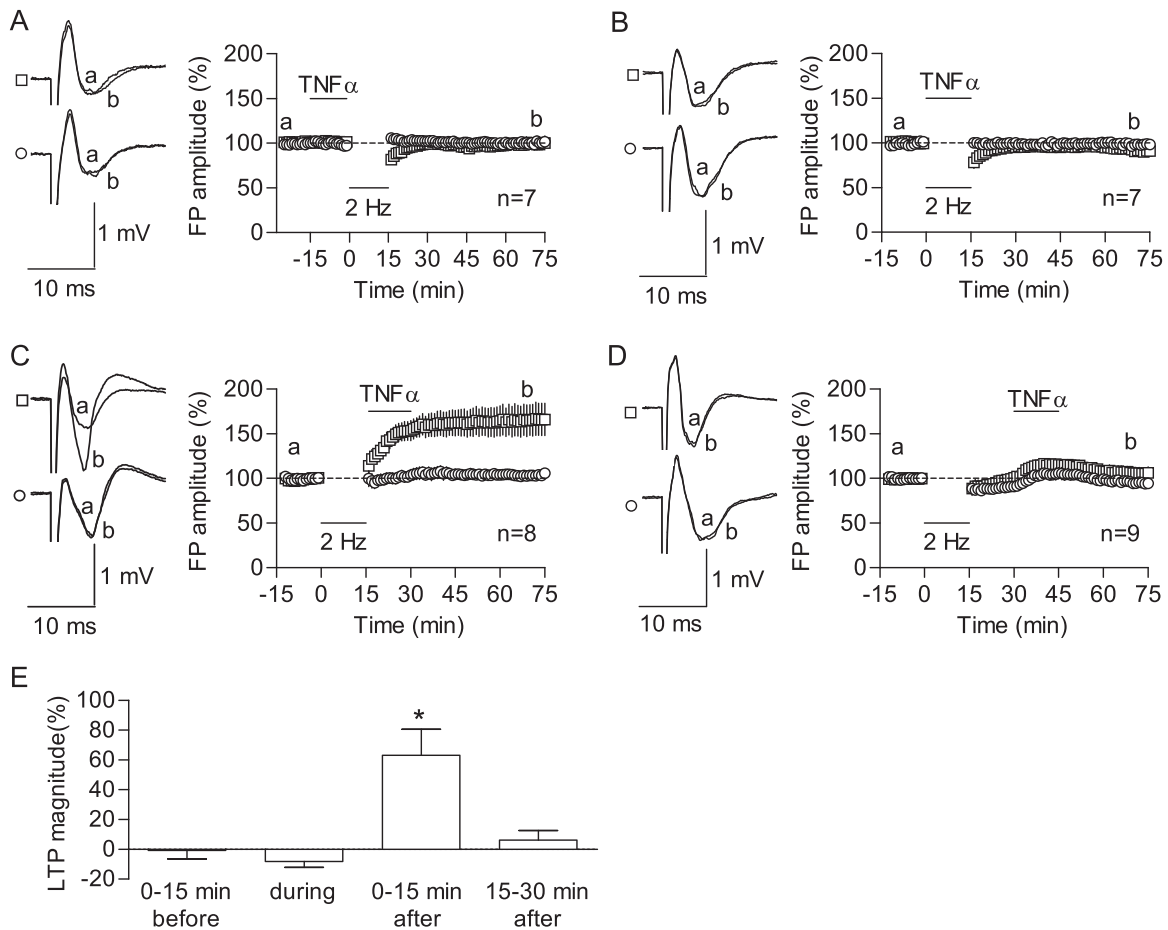 A
a
b
a
b
1 mV
10 ms
FP amplitude (%)
200
150
100
50
0
TNFα
a
b
2 Hz
n=7
-15 0 15 30 45 60 75
Time (min)
B
a
b
a
b
1 mV
10 ms
FP amplitude (%)
200
150
100
50
0
TNFα
a
b
2 Hz
n=7
-15 0 15 30 45 60 75
Time (min)
C
a
b
a
b
1 mV
10 ms
FP amplitude (%)
200
150
100
50
0
TNFα
a
b
2 Hz
n=8
-15 0 15 30 45 60 75
Time (min)
D
a
b
a
b
1 mV
10 ms
FP amplitude (%)
200
150
100
50
0
TNFα
a
b
2 Hz
n=9
-15 0 15 30 45 60 75
Time (min)
E
LTP magnitude(%)
100
80
60
40
20
0
-20
*
0-15 min before
during
0-15 min after
15-30 min after